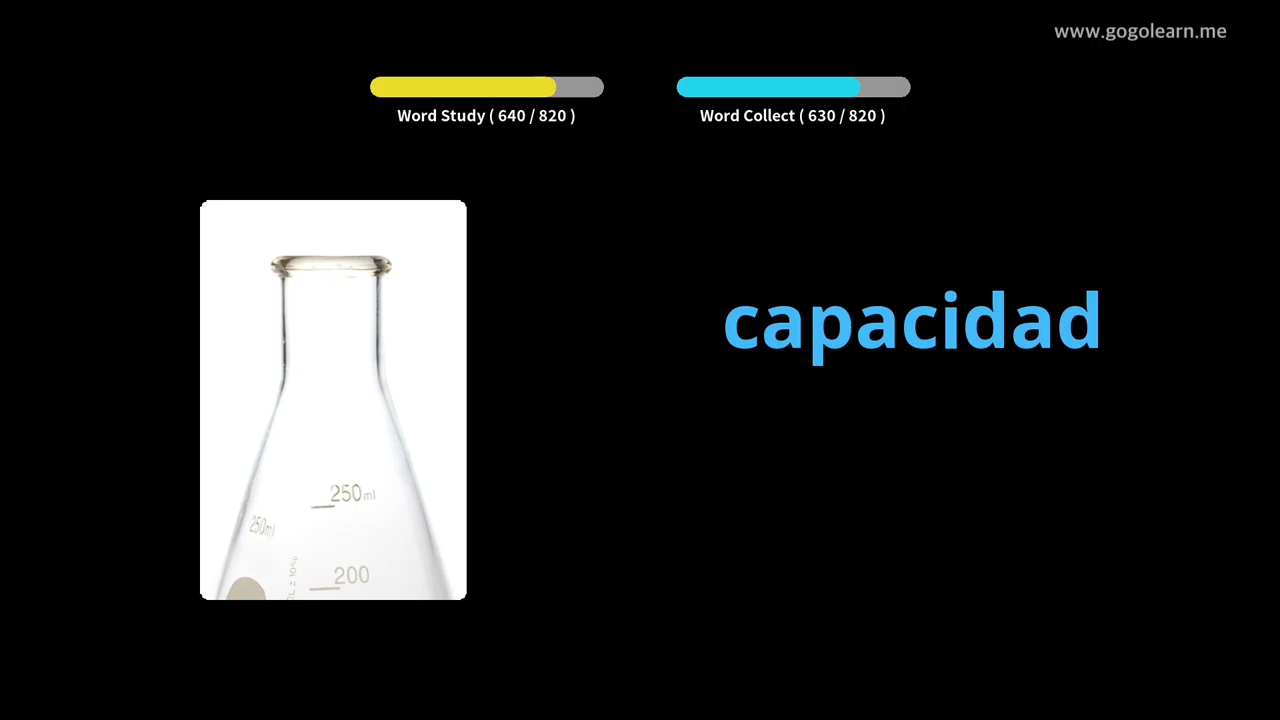 www.gogolearn.me
Word Study ( 640 / 820 )
Word Collect ( 630 / 820 )
capacidad
250ml
250ml
200